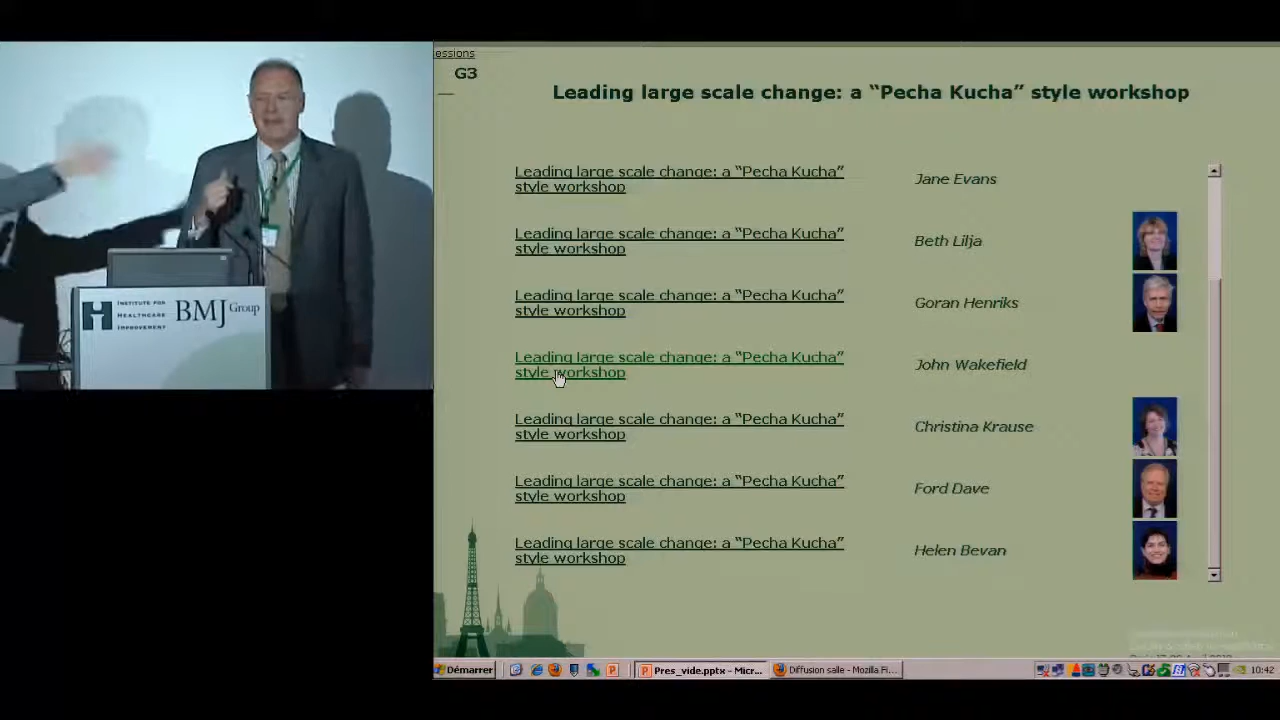 essions
G3
Leading large scale change: a “Pecha Kucha” style workshop
Leading large scale change: a “Pecha Kucha”
style workshop
Jane Evans
Leading large scale change: a “Pecha Kucha”
style workshop
Beth Lilja
Leading large scale change: a “Pecha Kucha”
style workshop
Goran Henriks
Leading large scale change: a “Pecha Kucha”
style workshop
John Wakefield
Leading large scale change: a “Pecha Kucha”
style workshop
Christina Krause
Leading large scale change: a “Pecha Kucha”
style workshop
Ford Dave
Leading large scale change: a “Pecha Kucha”
style workshop
Helen Bevan
INSTITUTE FOR
HEALTHCARE
IMPROVEMENT
BMJ Group
Démarrer
Pres_vide.pptx - Micr...
Diffusion salle - Mozilla Fi...
10:42